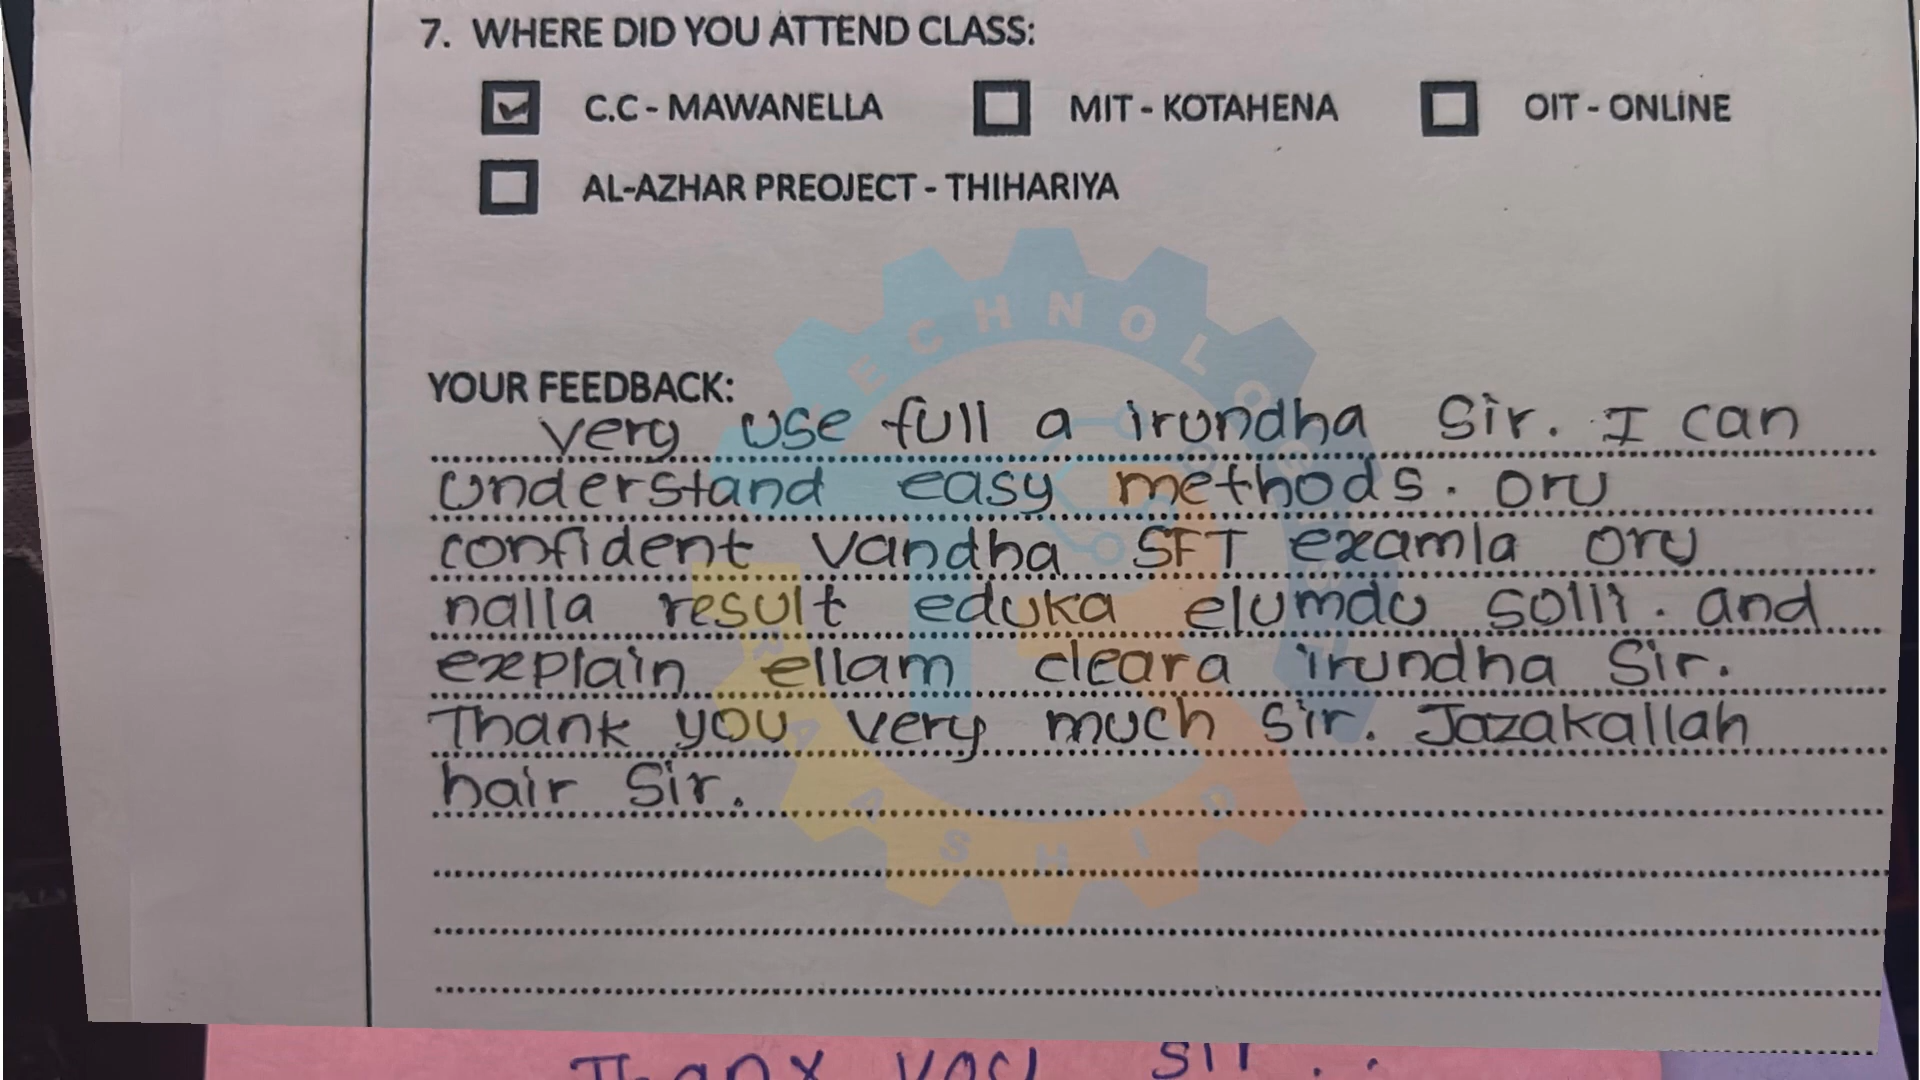 7. WHERE DID YOU ATTEND CLASS:
C.C - MAWANELLA MIT - KOTAHENA OIT - ONLINE
AL-AZHAR PREOJECT - THIHARIYA
YOUR FEEDBACK:
very use full a irundha Sir. I can
understand easy methods. oru
confident vandha SFT examla oru
nalla result eduka elumdu solli. and
explain ellam cleara irundha Sir.
Thank you very much Sir. Jazakallah
hair Sir.
TECHNOLOGIST
RAASHID
Thank you Sir..